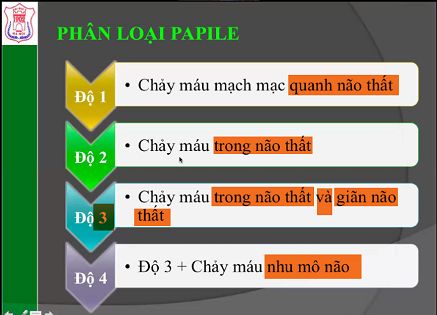 PHÂN LOẠI PAPILE
Độ 1
• Chảy máu mạch mạc quanh não thất
Độ 2
• Chảy máu trong não thất
Độ 3
• Chảy máu trong não thất và giãn não
thất
Độ 4
• Độ 3 + Chảy máu nhu mô não